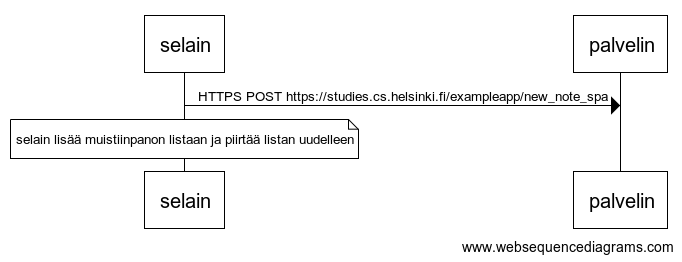 selain
palvelin
HTTPS POST https://studies.cs.helsinki.fi/exampleapp/new_note_spa
selain lisää muistiinpanon listaan ja piirtää listan uudelleen
selain
palvelin
www.websequencediagrams.com